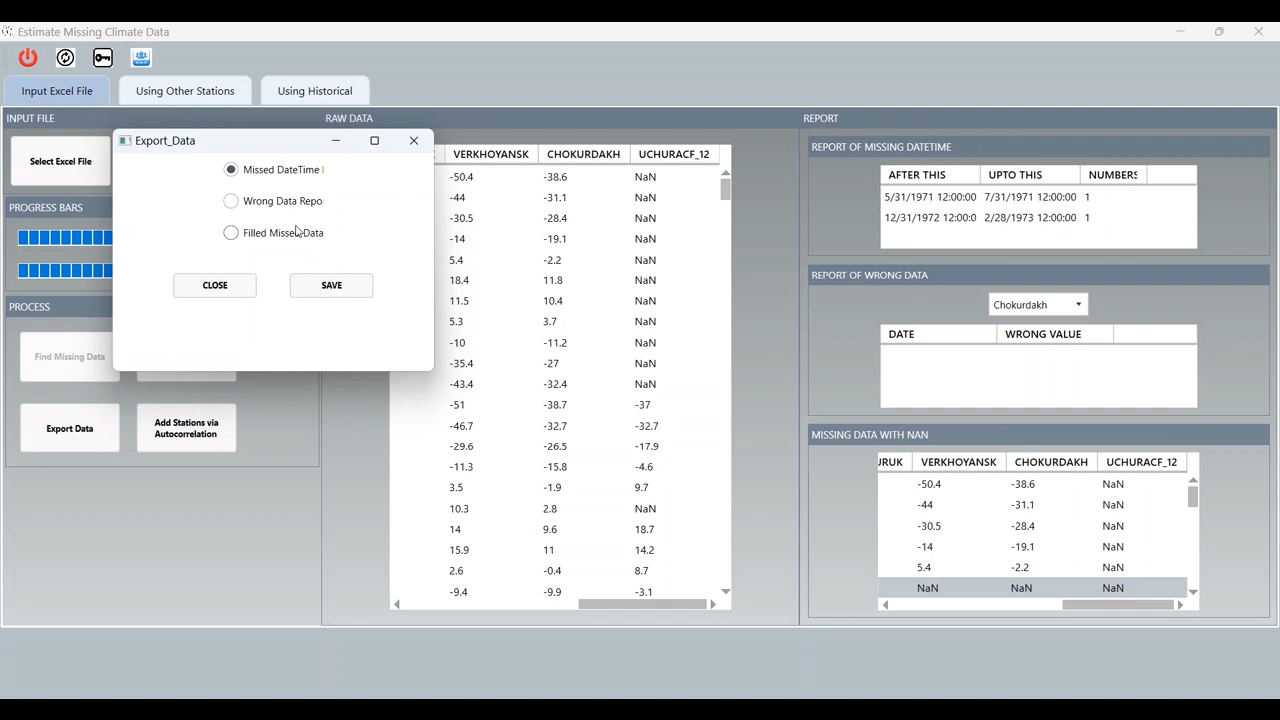 Estimate Missing Climate Data
Input Excel File
Using Other Stations
Using Historical
INPUT FILE
Select Excel File
PROGRESS BARS
PROCESS
Find Missing Data
Export Data
Add Stations via
Autocorrelation
Export_Data
Missed DateTime
Wrong Data Repo
Filled Missed Data
CLOSE
SAVE
RAW DATA
VERKHOYANSK CHOKURDAKH UCHURACF_12
-50.4 -38.6 NaN
-44 -31.1 NaN
-30.5 -28.4 NaN
-14 -19.1 NaN
5.4 -2.2 NaN
18.4 11.8 NaN
11.5 10.4 NaN
5.3 3.7 NaN
-10 -11.2 NaN
-35.4 -27 NaN
-43.4 -32.4 NaN
-51 -38.7 -37
-46.7 -32.7 -32.7
-29.6 -26.5 -17.9
-11.3 -15.8 -4.6
3.5 -1.9 9.7
10.3 2.8 NaN
14 9.6 18.7
15.9 11 14.2
2.6 -0.4 8.7
-9.4 -9.9 -3.1
REPORT
REPORT OF MISSING DATETIME
AFTER THIS UPTO THIS NUMBERS
5/31/1971 12:00:00 7/31/1971 12:00:00 1
12/31/1972 12:00:0 2/28/1973 12:00:00 1
REPORT OF WRONG DATA
Chokurdakh
DATE WRONG VALUE
MISSING DATA WITH NAN
URUK VERKHOYANSK CHOKURDAKH UCHURACF_12
-50.4 -38.6 NaN
-44 -31.1 NaN
-30.5 -28.4 NaN
-14 -19.1 NaN
5.4 -2.2 NaN
NaN NaN NaN